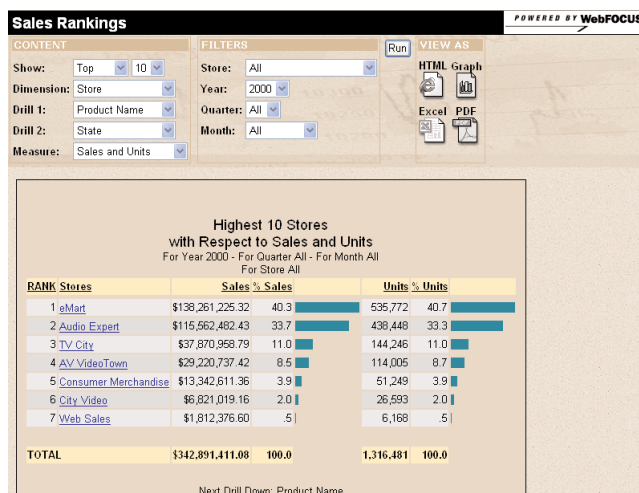 Sales Rankings
POWERED BY WebFOCUS
CONTENT FILTERS Run VIEW AS
Show: Top 10 Store: All HTML Graph
Dimension: Store Year: 2000
Drill 1: Product Name Quarter: All Excel PDF
Drill 2: State Month: All
Measure: Sales and Units
Highest 10 Stores
with Respect to Sales and Units
For Year 2000 - For Quarter All - For Month All
For Store All
RANK Stores Sales % Sales Units % Units
1 eMart $138,261,225.32 40.3 535,772 40.7
2 Audio Expert $115,562,482.43 33.7 438,448 33.3
3 TV City $37,870,958.79 11.0 144,246 11.0
4 AV VideoTown $29,220,737.42 8.5 114,005 8.7
5 Consumer Merchandise $13,342,611.36 3.9 51,249 3.9
6 City Video $6,821,019.16 2.0 26,593 2.0
7 Web Sales $1,812,376.60 .5 6,168 .5
TOTAL $342,891,411.08 100.0 1,316,481 100.0
Next Drill Down: Product Name